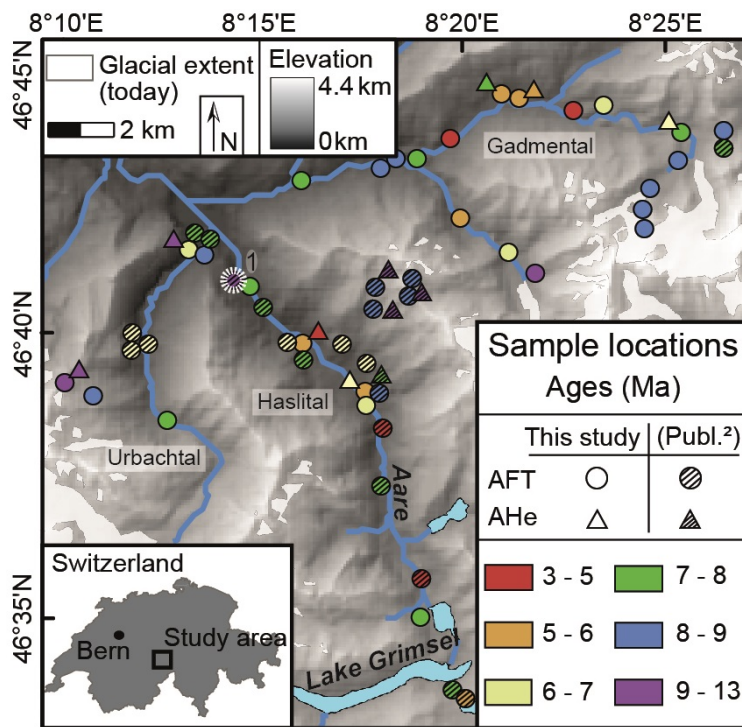 8°10'E 8°15'E 8°20'E 8°25'E
46°45'N
46°40'N
46°35'N
Glacial extent
(today)
2 km
N
Elevation
4.4 km
0km
Gadmental
1
Haslital
Urbachtal
Aare
Lake Grimsel
Switzerland
Bern
Study area
Sample locations
Ages (Ma)
This study (Publ.²)
AFT
AHe
3 - 5 7 - 8
5 - 6 8 - 9
6 - 7 9 - 13